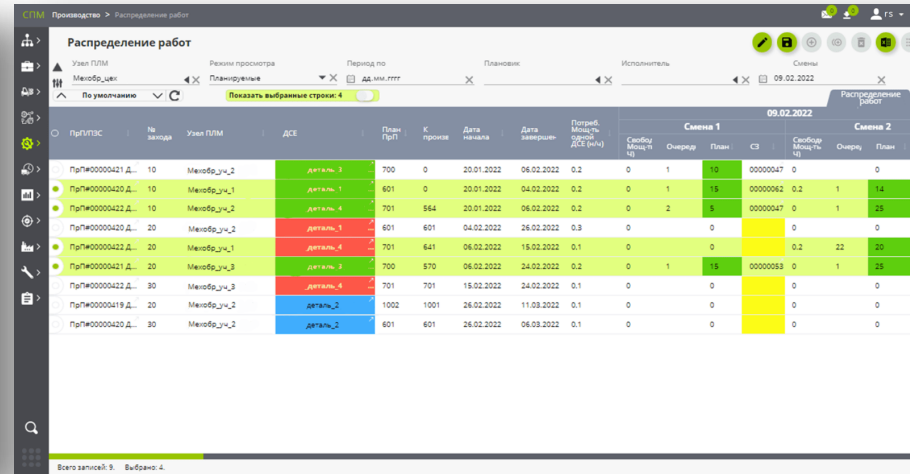 СПМ Производство > Распределение работ rs
Распределение работ
Узел ПЛМ Режим просмотра Период по Плановик Исполнитель Смены
Мехобр_цех Планируемые дд.мм.гггг 09.02.2022
По умолчанию Показать выбранные строки: 4 Распределение работ
09.02.2022
Смена 1 Смена 2
ПрП/ПЗС № захода Узел ПЛМ ДСЕ План ПрП К произв Дата начала Дата завершен Потреб. Мощ-ть одной ДСЕ (н/ч) Очеред План СЗ План
ПрП#00000421 Д... 10 Мехобр_уч_2 деталь_3 700 0 20.01.2022 06.02.2022 0.2 0 1 10 00000047 0 0
ПрП#00000420 Д... 10 Мехобр_уч_1 деталь_1 601 0 20.01.2022 04.02.2022 0.2 0 1 15 00000062 0.2 1 14
ПрП#00000422 Д... 10 Мехобр_уч_2 деталь_4 701 564 20.01.2022 06.02.2022 0.2 0 2 5 00000047 0 1 25
ПрП#00000420 Д... 20 Мехобр_уч_2 деталь_1 601 601 04.02.2022 26.02.2022 0.3 0 0 0 0
ПрП#00000422 Д... 20 Мехобр_уч_1 деталь_4 701 641 06.02.2022 15.02.2022 0.1 0 0 0.2 22 20
ПрП#00000421 Д... 20 Мехобр_уч_3 деталь_3 700 570 06.02.2022 24.02.2022 0.2 0 1 15 00000053 0 1 25
ПрП#00000422 Д... 30 Мехобр_уч_3 деталь_4 701 701 15.02.2022 24.02.2022 0.1 0 0 0 0
ПрП#00000419 Д... 20 Мехобр_уч_2 деталь_2 1002 1001 26.02.2022 11.03.2022 0.1 0 0 0 0
ПрП#00000420 Д... 30 Мехобр_уч_2 деталь_2 601 601 26.02.2022 06.03.2022 0.1 0 0 0 0
Всего записей: 9. Выбрано: 4.